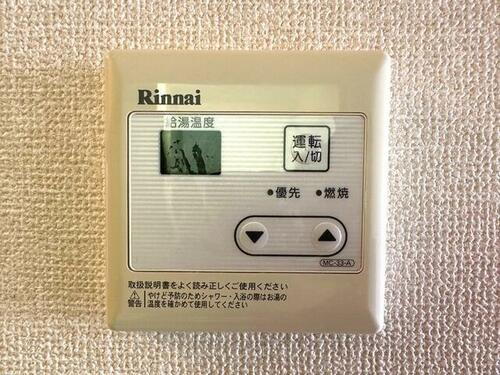 Rinnai
給湯温度
運転
入/切
優先
燃焼
MC-33-A
取扱説明書をよく読み正しくご使用ください
警告
やけど予防のためシャワー・入浴の際はお湯の
温度を確かめて使用してください